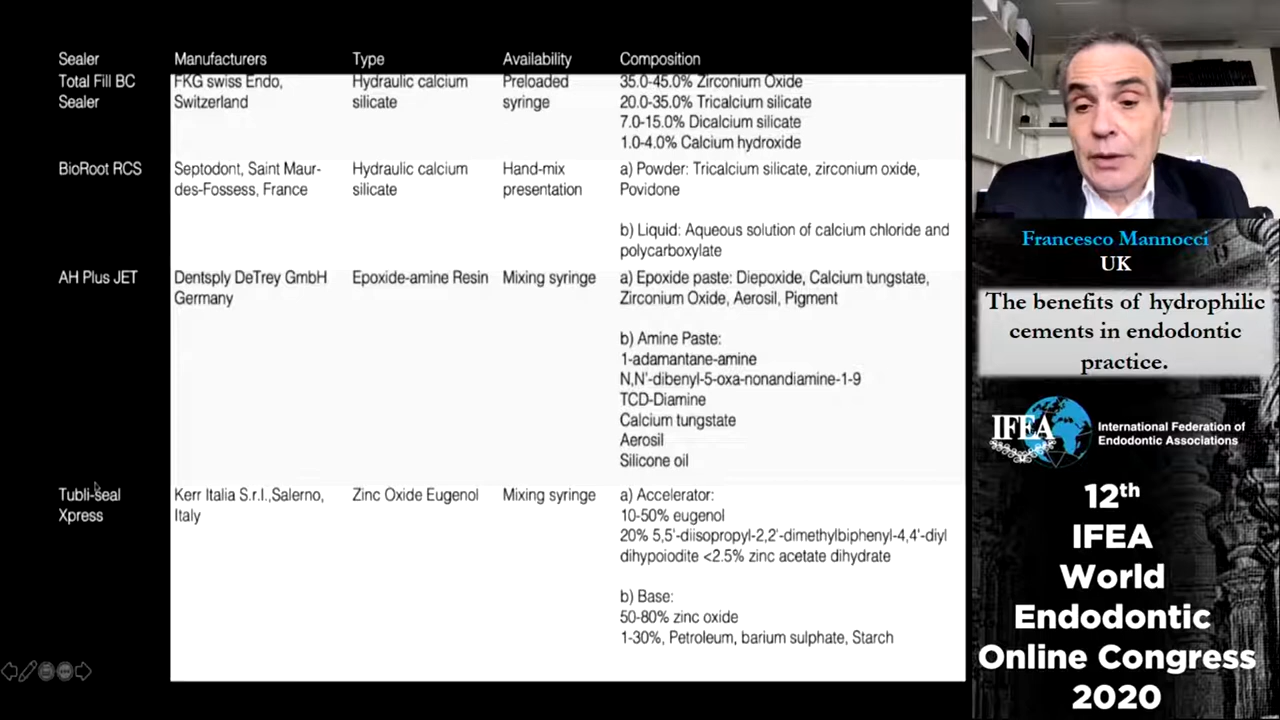 Sealer Manufacturers Type Availability Composition
Total Fill BC FKG swiss Endo, Hydraulic calcium Preloaded 35.0-45.0% Zirconium Oxide
Sealer Switzerland silicate syringe 20.0-35.0% Tricalcium silicate
7.0-15.0% Dicalcium silicate
1.0-4.0% Calcium hydroxide
BioRoot RCS Septodont, Saint Maur- Hydraulic calcium Hand-mix a) Powder: Tricalcium silicate, zirconium oxide,
des-Fossess, France silicate presentation Povidone
b) Liquid: Aqueous solution of calcium chloride and
polycarboxylate
AH Plus JET Dentsply DeTrey GmbH Epoxide-amine Resin Mixing syringe a) Epoxide paste: Diepoxide, Calcium tungstate,
Germany Zirconium Oxide, Aerosil, Pigment
b) Amine Paste:
1-adamantane-amine
N,N'-dibenyl-5-oxa-nonandiamine-1-9
TCD-Diamine
Calcium tungstate
Aerosil
Silicone oil
Tubli-seal Kerr Italia S.r.l.,Salerno, Zinc Oxide Eugenol Mixing syringe a) Accelerator:
Xpress Italy 10-50% eugenol
20% 5,5'-diisopropyl-2,2'-dimethylbiphenyl-4,4'-diyl
dihypoiodite <2.5% zinc acetate dihydrate
b) Base:
50-80% zinc oxide
1-30%, Petroleum, barium sulphate, Starch
Francesco Mannocci
UK
The benefits of hydrophilic
cements in endodontic
practice.
IFEA
International Federation of
Endodontic Associations
12th
IFEA
World
Endodontic
Online Congress
2020